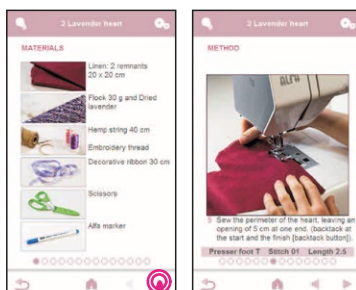 2 Lavender heart
MATERIALS
Linen: 2 remnants
20 x 20 cm
Flock 30 g and Dried
lavender
Hemp string 40 cm
Embroidery thread
Decorative ribbon 30 cm
Scissors
Alfa marker
2 Lavender heart
METHOD
ALFA
5 Sew the perimeter of the heart, leaving an
opening of 5 cm at one end. (backtack at
the start and the finish [backtack button]).
Presser foot T Stitch 01 Length 2.5